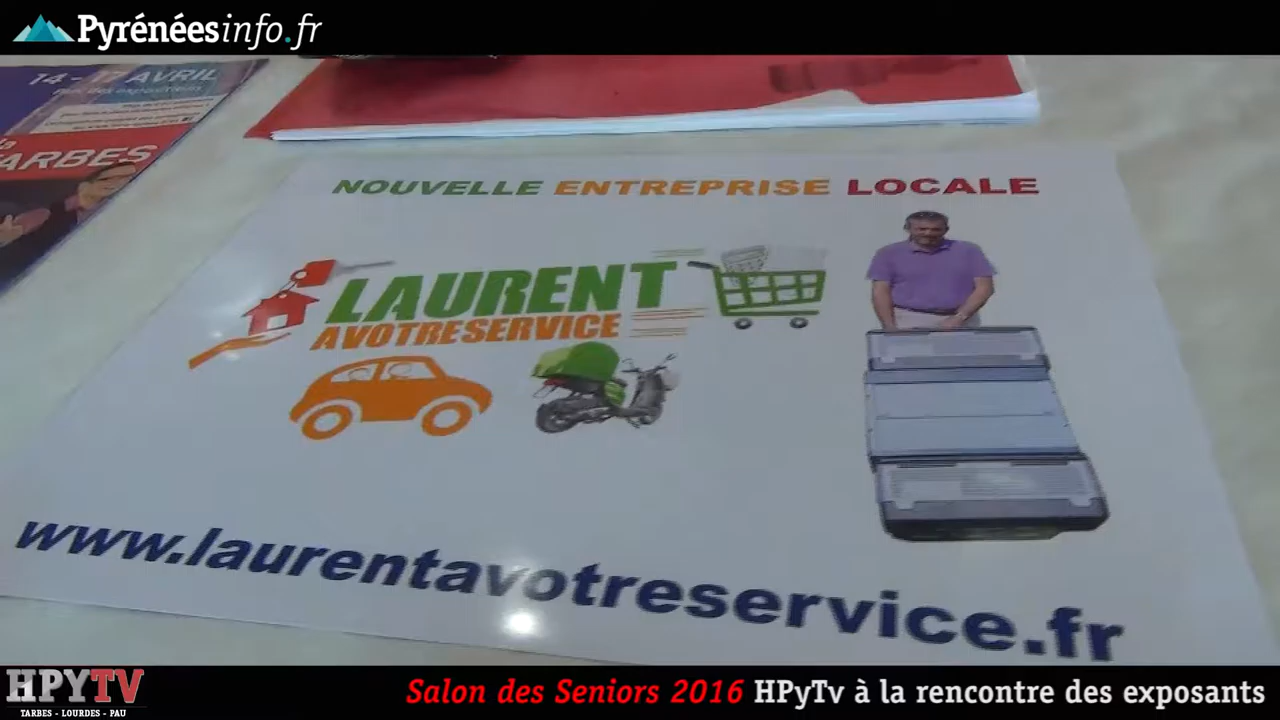 Pyrénéesinfo.fr
14 - 17 AVRIL
ARBES
NOUVELLE ENTREPRISE LOCALE
LAURENT
AVOTRESERVICE
www.laurentavotreservice.fr
HPYTV
TARBES - LOURDES - PAU
Salon des Seniors 2016 HPyTv à la rencontre des exposants